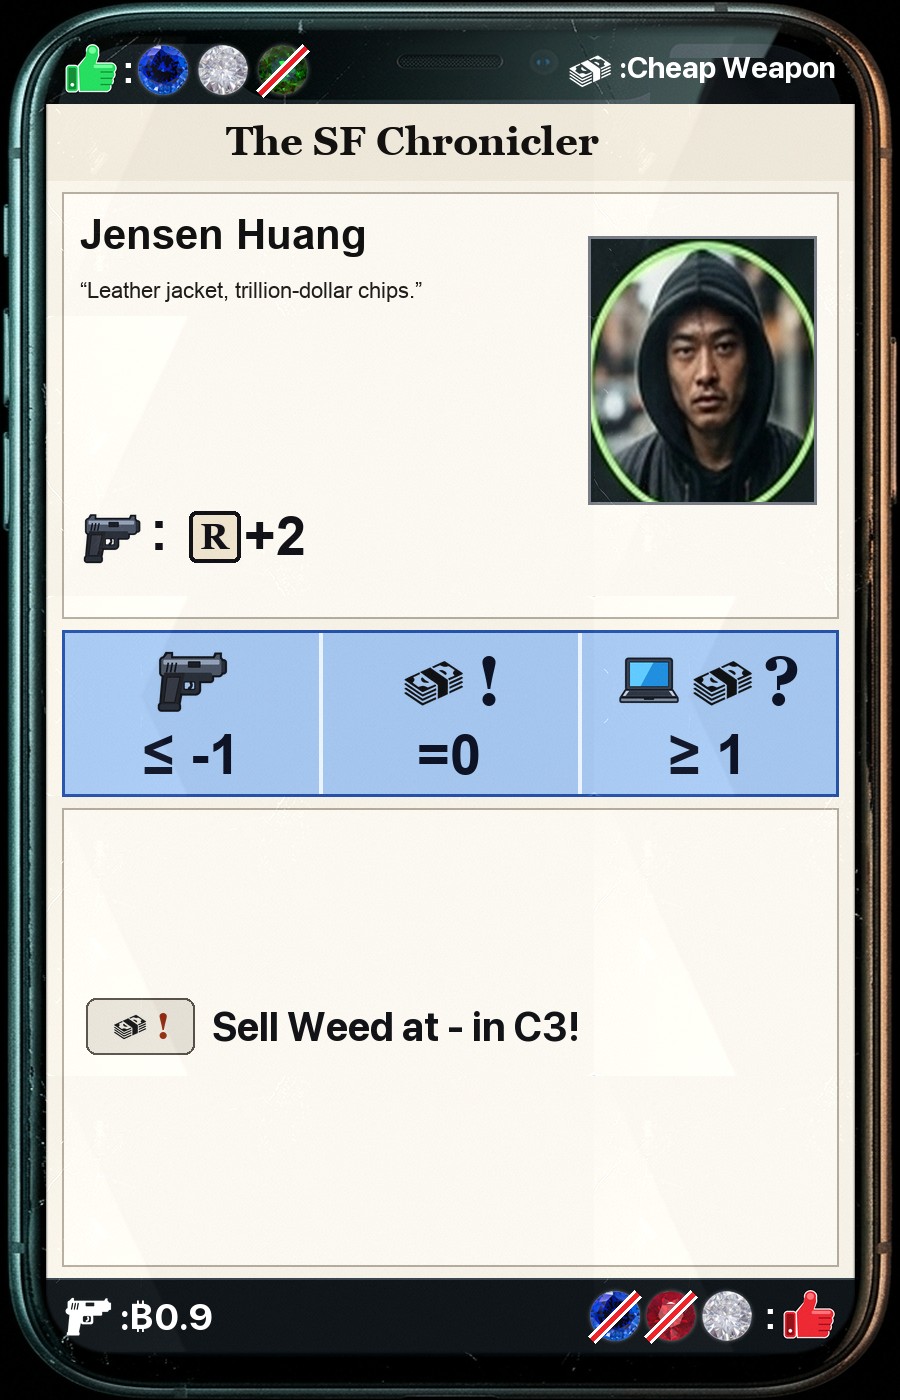 :
:Cheap Weapon
The SF Chronicler
Jensen Huang
“Leather jacket, trillion-dollar chips.”
: R+2
! ?
≤ -1 =0 ≥ 1
! Sell Weed at - in C3!
:฿0.9
: